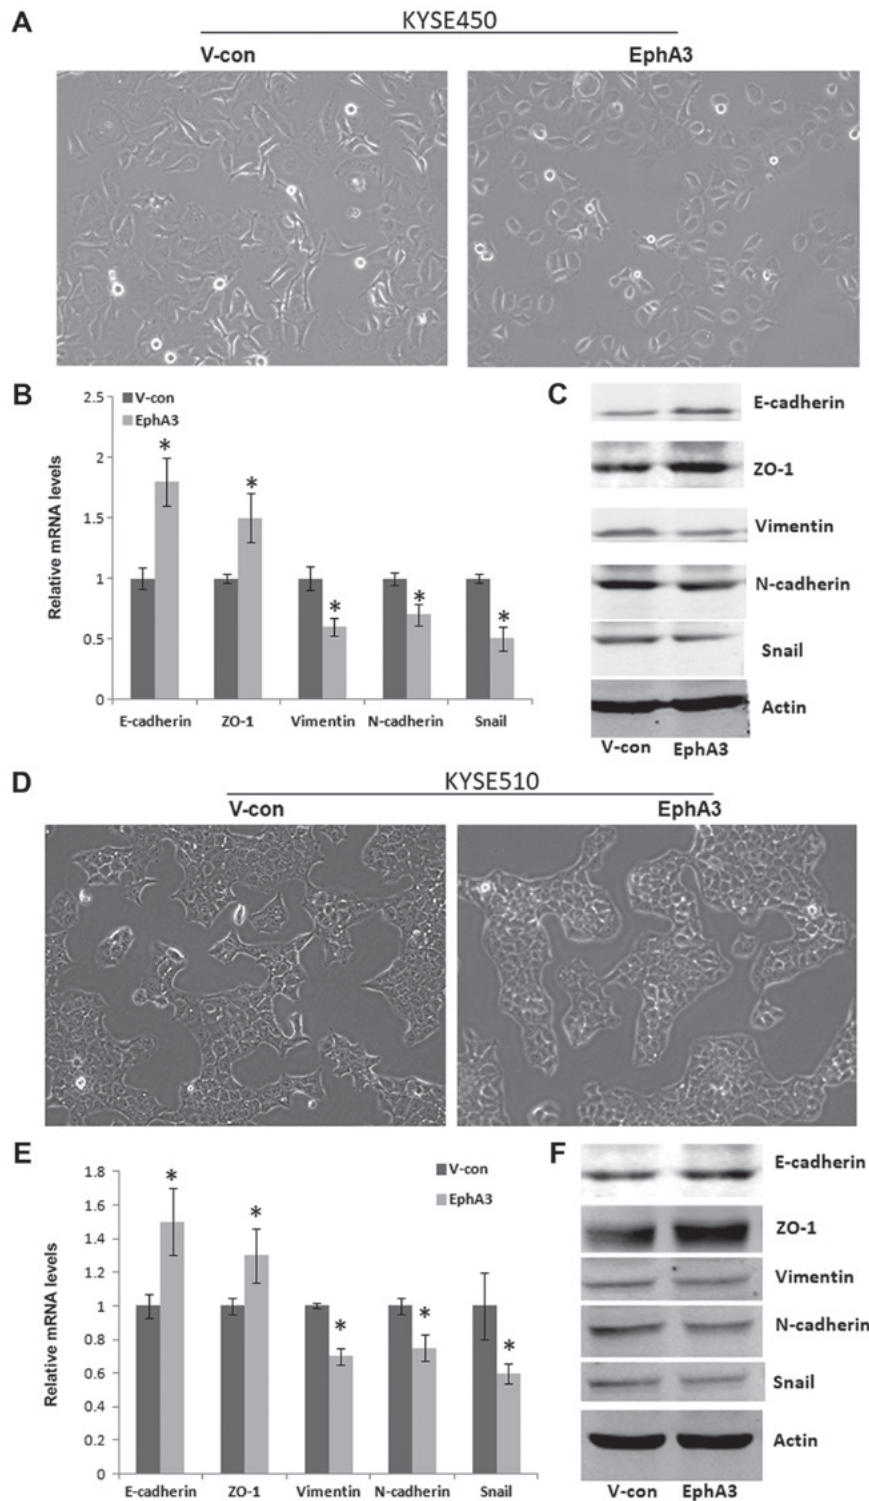 A
KYSE450
V-con
EphA3
B
2.5
2
1.5
1
0.5
0
Relative mRNA levels
V-con
EphA3
*
*
*
*
*
E-cadherin
ZO-1
Vimentin
N-cadherin
Snail
C
E-cadherin
ZO-1
Vimentin
N-cadherin
Snail
Actin
V-con
EphA3
D
KYSE510
V-con
EphA3
E
1.8
1.6
1.4
1.2
1
0.8
0.6
0.4
0.2
0
Relative mRNA levels
V-con
EphA3
*
*
*
*
*
E-cadherin
ZO-1
Vimentin
N-cadherin
Snail
F
E-cadherin
ZO-1
Vimentin
N-cadherin
Snail
Actin
V-con
EphA3